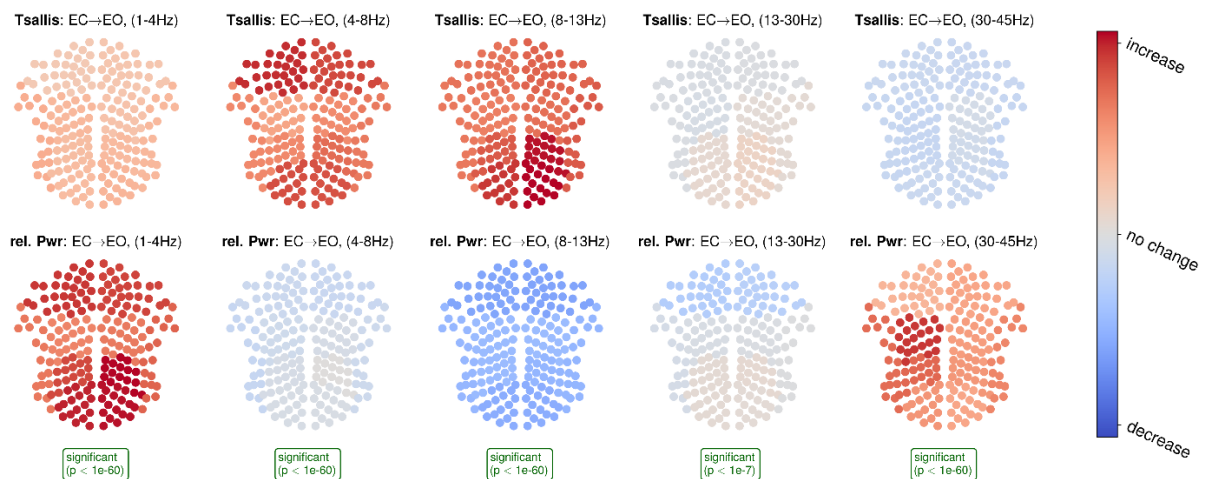 Tsallis: EC→EO, (1-4Hz)
Tsallis: EC→EO, (4-8Hz)
Tsallis: EC→EO, (8-13Hz)
Tsallis: EC→EO, (13-30Hz)
Tsallis: EC→EO, (30-45Hz)
increase
no change
decrease
rel. Pwr: EC→EO, (1-4Hz)
rel. Pwr: EC→EO, (4-8Hz)
rel. Pwr: EC→EO, (8-13Hz)
rel. Pwr: EC→EO, (13-30Hz)
rel. Pwr: EC→EO, (30-45Hz)
significant
(p < 1e-60)
significant
(p < 1e-60)
significant
(p < 1e-60)
significant
(p < 1e-7)
significant
(p < 1e-60)